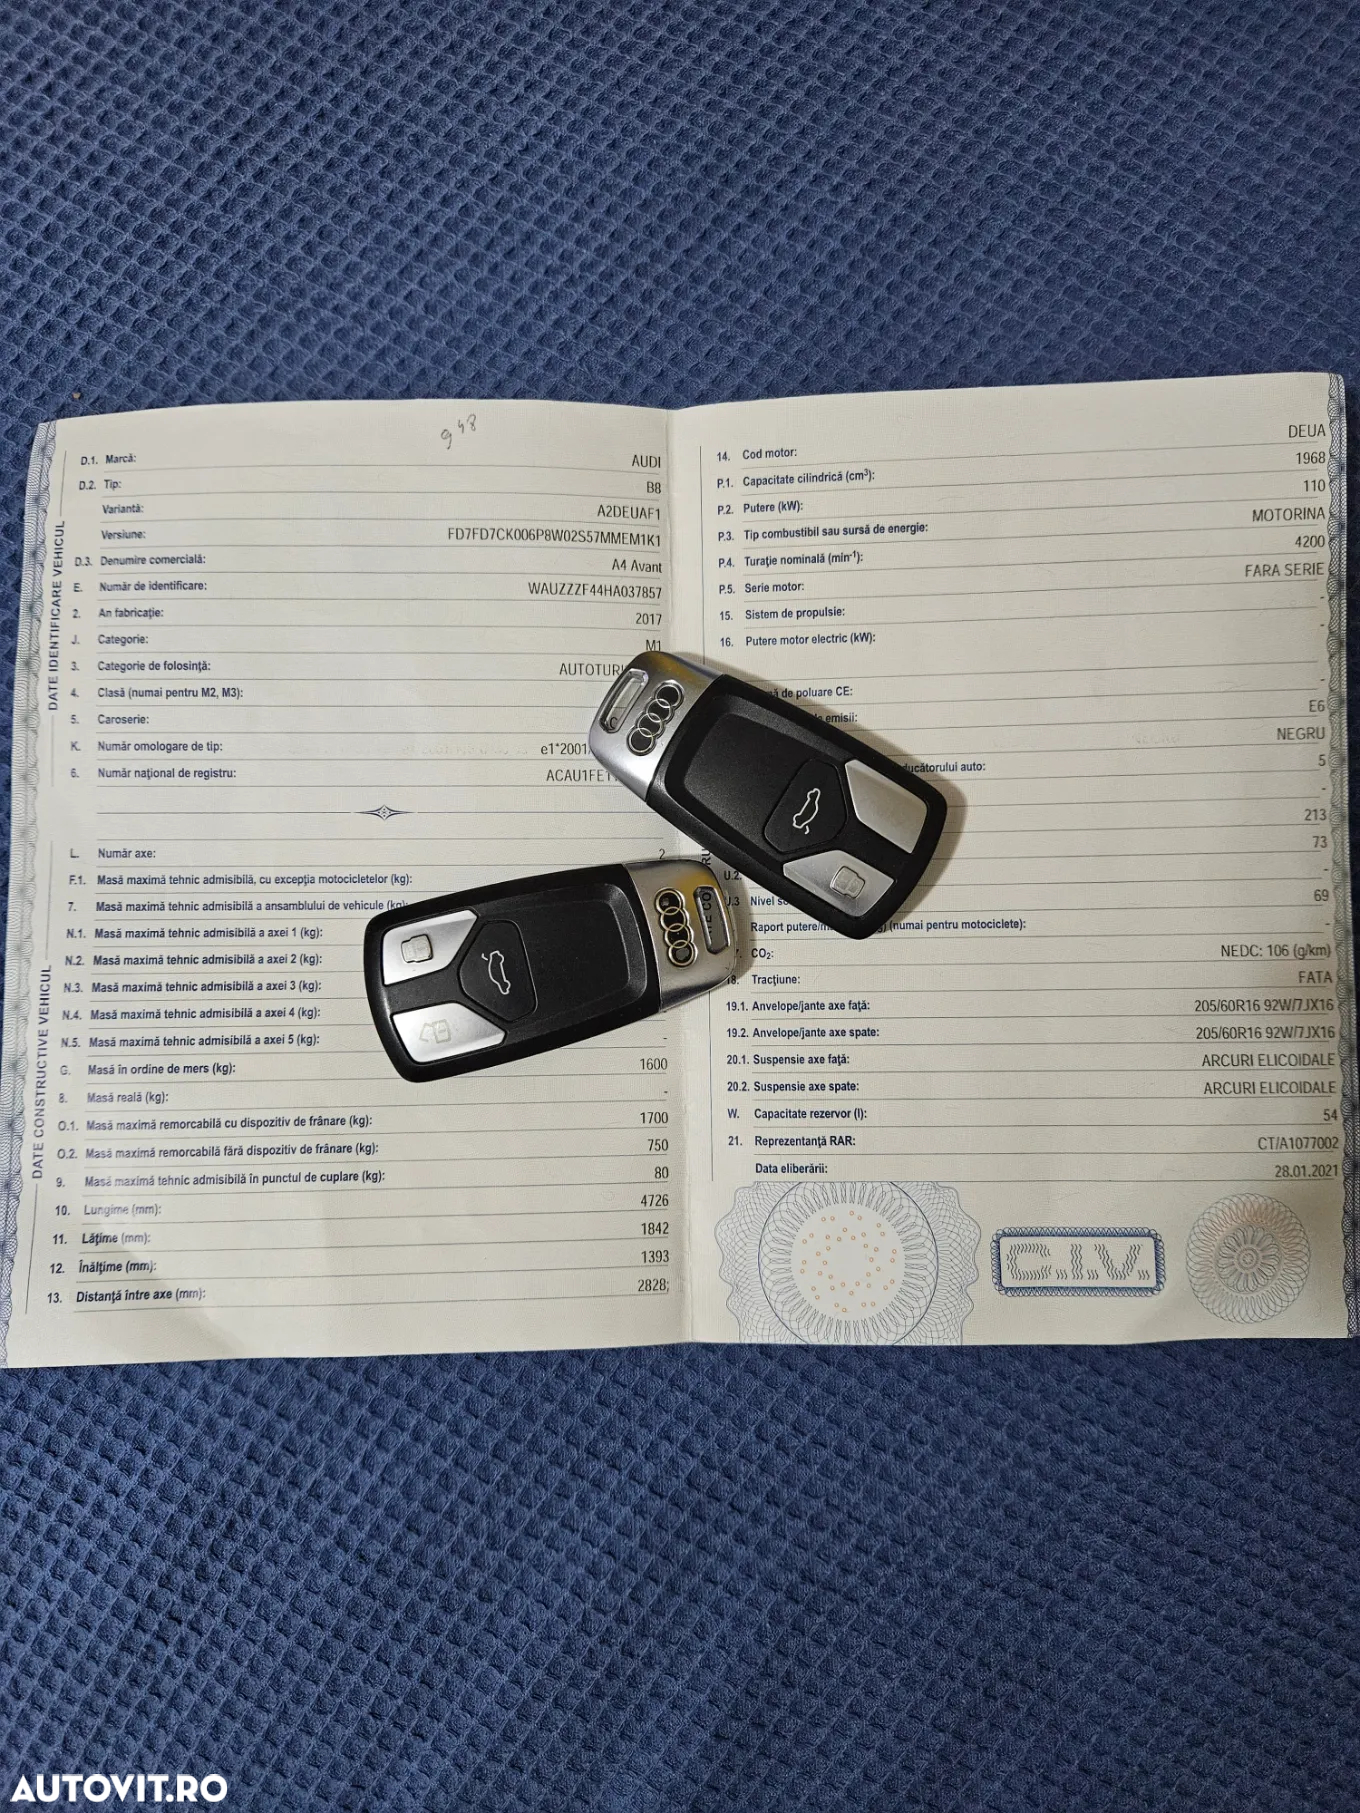 948
DATE IDENTIFICARE VEHICUL
D.1. Marcă: AUDI
D.2. Tip: B8
Variantă: A2DEUAF1
Versiune: FD7FD7CK006P8W02S57MMEM1K1
D.3. Denumire comercială: A4 Avant
E. Număr de identificare: WAUZZZF44HA037857
2. An fabricație: 2017
J. Categorie: M1
3. Categorie de folosință:
4. Clasă (numai pentru M2, M3):
5. Caroserie:
K. Număr omologare de tip: e1*2001
6. Număr național de registru: ACAU1FE1
DATE CONSTRUCTIVE VEHICUL
L. Număr axe: 2
F.1. Masă maximă tehnic admisibilă, cu excepția motocicletelor (kg):
7. Masă maximă tehnic admisibilă a ansamblului de vehicule (kg):
N.1. Masă maximă tehnic admisibilă a axei 1 (kg):
N.2. Masă maximă tehnic admisibilă a axei 2 (kg):
N.3. Masă maximă tehnic admisibilă a axei 3 (kg):
N.4. Masă maximă tehnic admisibilă a axei 4 (kg):
N.5. Masă maximă tehnic admisibilă a axei 5 (kg): -
G. Masă în ordine de mers (kg): 1600
8. Masă reală (kg): -
O.1. Masă maximă remorcabilă cu dispozitiv de frânare (kg): 1700
O.2. Masă maximă remorcabilă fără dispozitiv de frânare (kg): 750
9. Masă maximă tehnic admisibilă în punctul de cuplare (kg): 80
10. Lungime (mm): 4726
11. Lățime (mm): 1842
12. Înălțime (mm): 1393
13. Distanță între axe (mm): 2828;
14. Cod motor: DEUA
P.1. Capacitate cilindrică (cm³): 1968
P.2. Putere (kW): 110
P.3. Tip combustibil sau sursă de energie: MOTORINA
P.4. Turație nominală (min-1): 4200
P.5. Serie motor: FARA SERIE
15. Sistem de propulsie: -
16. Putere motor electric (kW): -
de poluare CE: -
emisii: E6
NEGRU
auto: 5
-
213
73
U.2. -
U.3 Nivel 69
Raport (numai pentru motociclete): -
CO2: NEDC: 106 (g/km)
18. Tracțiune: FATA
19.1. Anvelope/jante axe față: 205/60R16 92W/7JX16
19.2. Anvelope/jante axe spate: 205/60R16 92W/7JX16
20.1. Suspensie axe față: ARCURI ELICOIDALE
20.2. Suspensie axe spate: ARCURI ELICOIDALE
W. Capacitate rezervor (l): 54
21. Reprezentanță RAR: CT/A1077002
Data eliberării: 28.01.2021
C.I.V.
AUTOVIT.RO